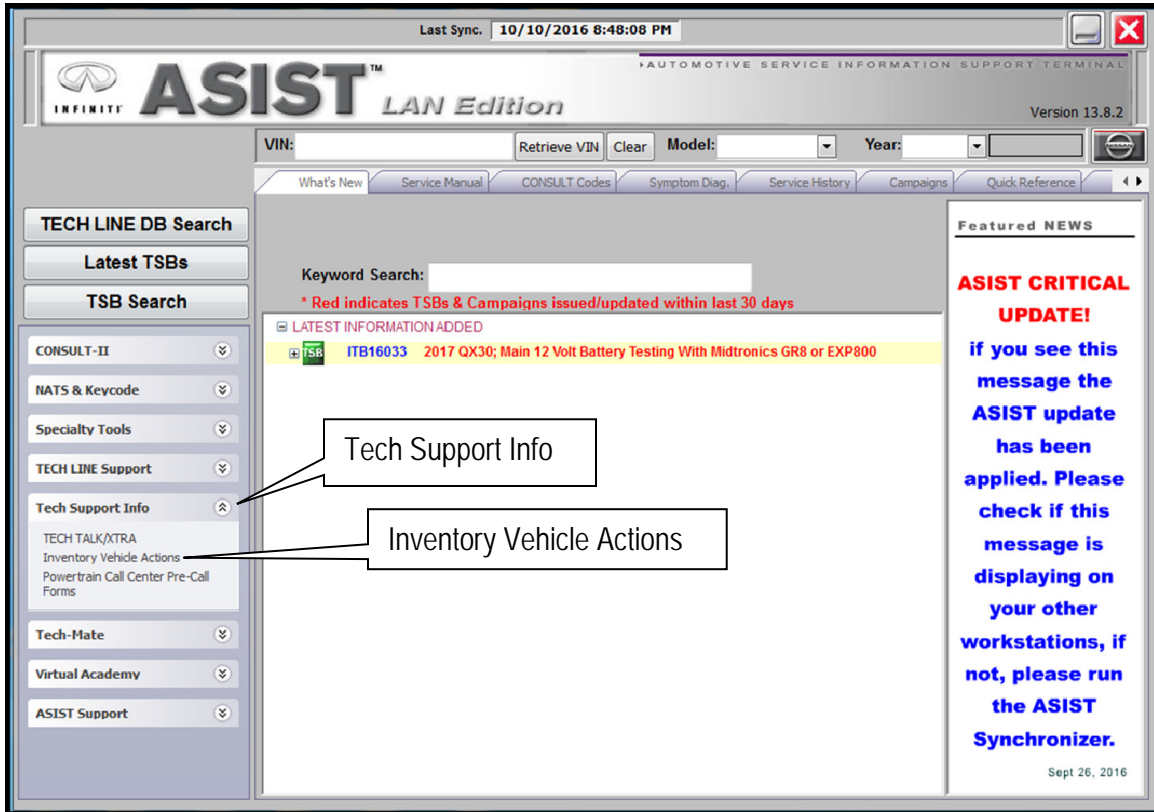 Last Sync. 10/10/2016 8:48:08 PM
INFINITI ASIST™ LAN Edition
AUTOMOTIVE SERVICE INFORMATION SUPPORT TERMINAL
Version 13.8.2
VIN: Retrieve VIN Clear Model: Year:
What's New Service Manual CONSULT Codes Symptom Diag. Service History Campaigns Quick Reference
TECH LINE DB Search
Latest TSBs
TSB Search
CONSULT-II
NATS & Keycode
Specialty Tools
TECH LINE Support
Tech Support Info
TECH TALK/XTRA
Inventory Vehicle Actions
Powertrain Call Center Pre-Call
Forms
Tech-Mate
Virtual Academy
ASIST Support
Keyword Search:
* Red indicates TSBs & Campaigns issued/updated within last 30 days
LATEST INFORMATION ADDED
TSB ITB16033 2017 QX30; Main 12 Volt Battery Testing With Midtronics GR8 or EXP800
Tech Support Info
Inventory Vehicle Actions
Featured NEWS
ASIST CRITICAL
UPDATE!
if you see this
message the
ASIST update
has been
applied. Please
check if this
message is
displaying on
your other
workstations, if
not, please run
the ASIST
Synchronizer.
Sept 26, 2016